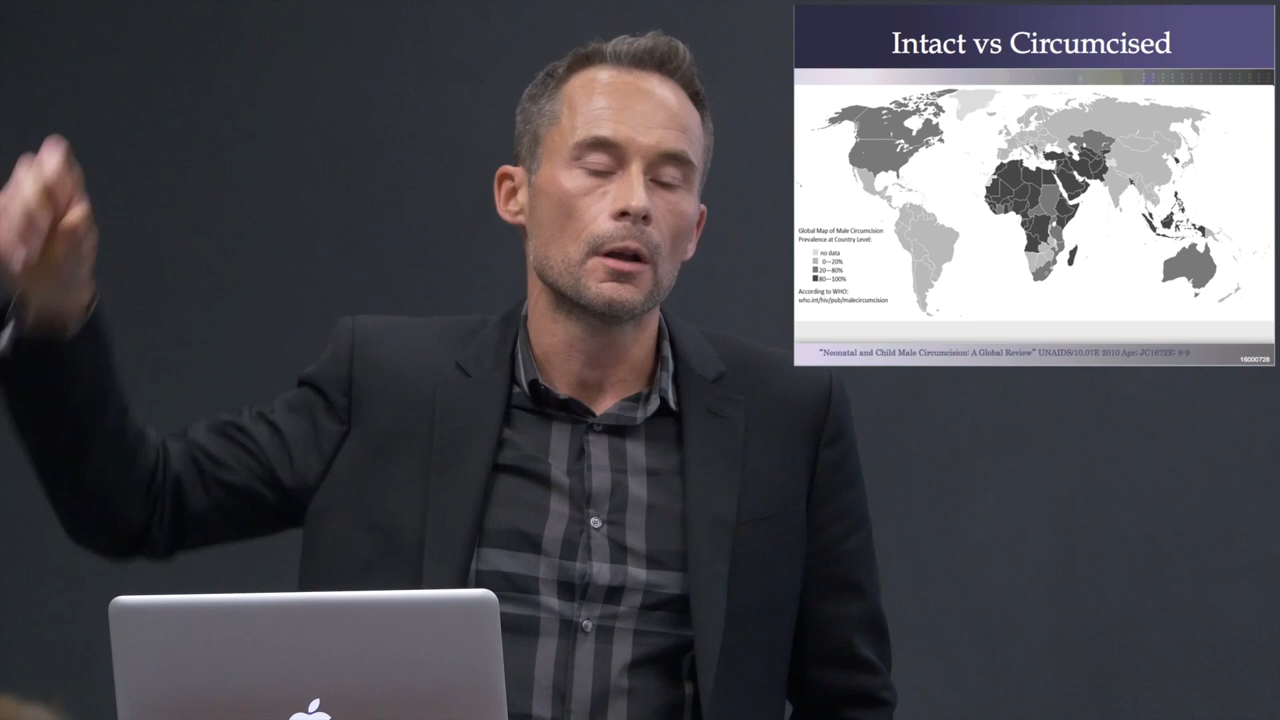 Intact vs Circumcised
Global Map of Male Circumcision
Prevalence at Country Level:
no data
0—20%
20—80%
80—100%
According to WHO:
who.int/hiv/pub/malecircumcision
"Neonatal and Child Male Circumcision: A Global Review" UNAIDS/10.07E 2010 Apr; JC1672E: 8-9
16000728